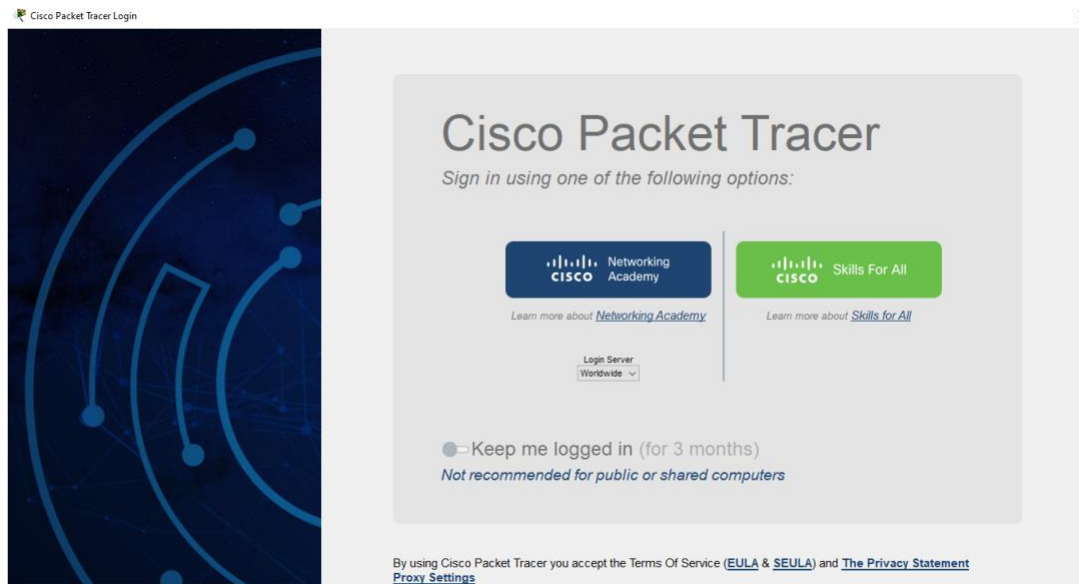 Cisco Packet Tracer Login
Cisco Packet Tracer
Sign in using one of the following options:
CISCO Networking Academy
CISCO Skills For All
Learn more about Networking Academy
Learn more about Skills for All
Login Server
Worldwide
Keep me logged in (for 3 months)
Not recommended for public or shared computers
By using Cisco Packet Tracer you accept the Terms Of Service (EULA & SEULA) and The Privacy Statement
Proxy Settings